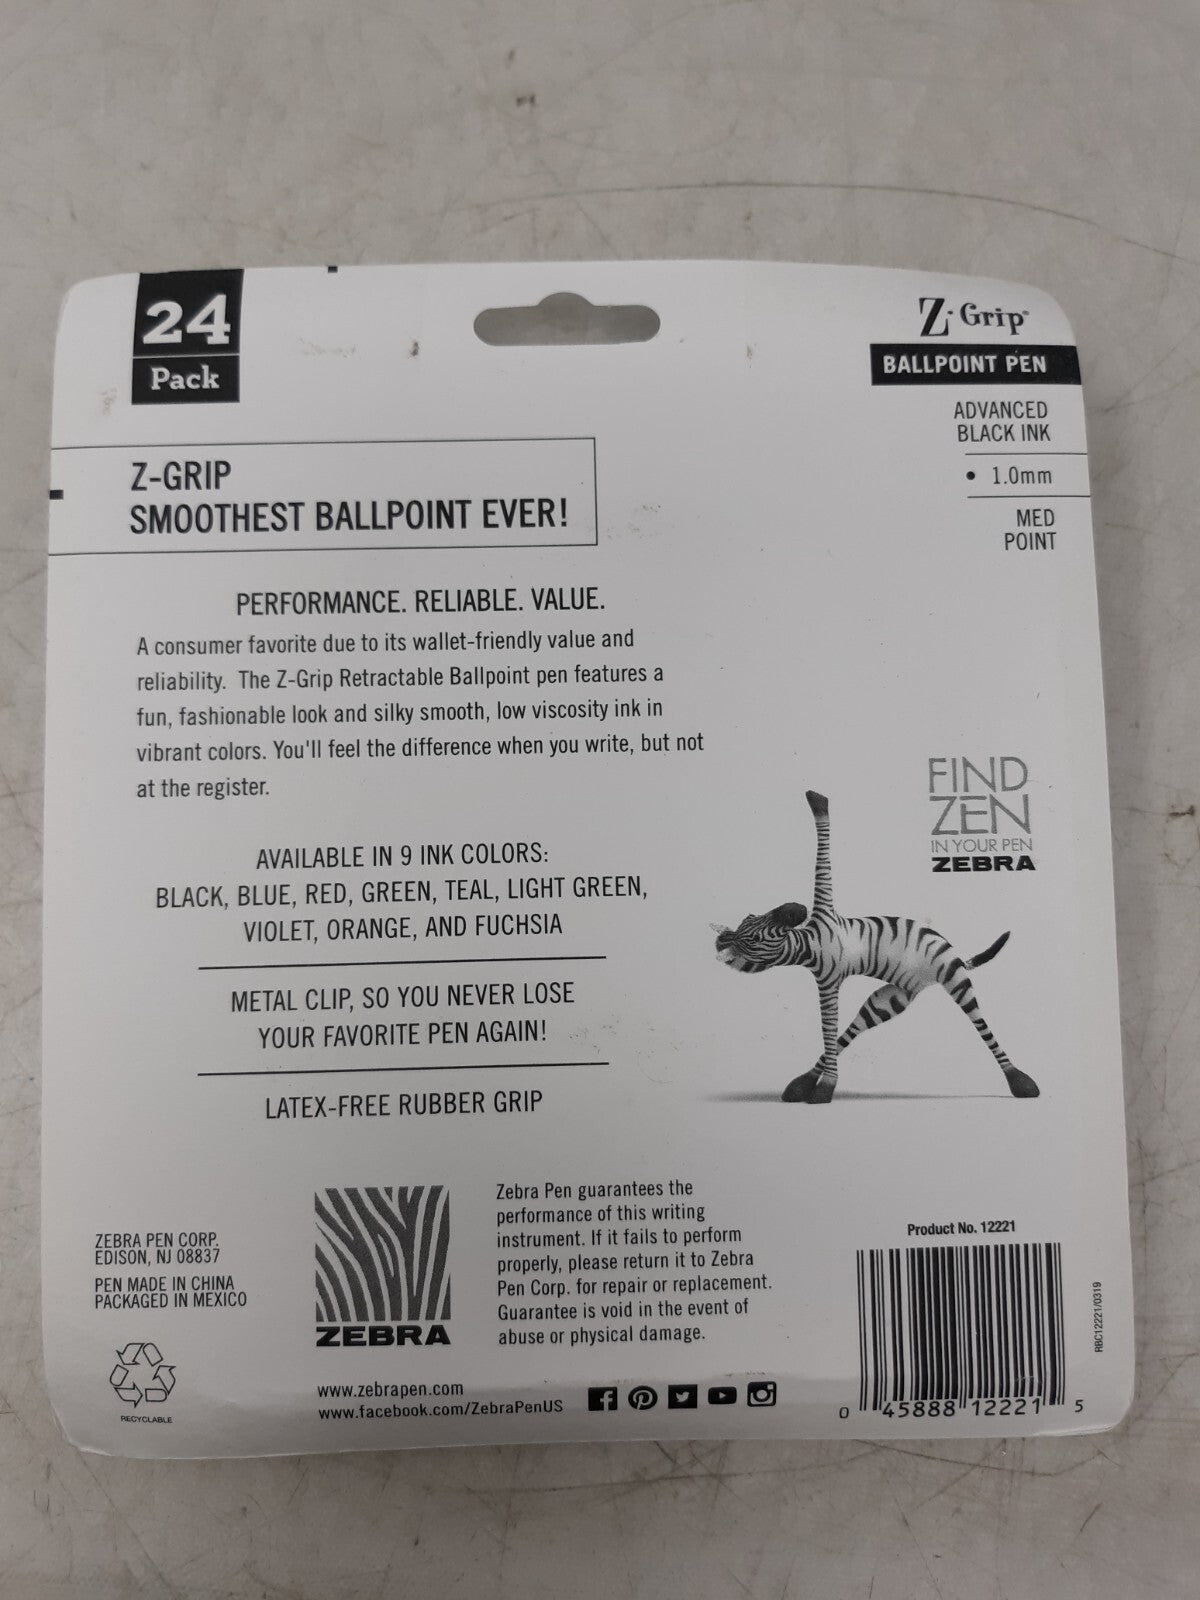 24
Pack
Z-Grip®
BALLPOINT PEN
ADVANCED
BLACK INK
• 1.0mm
MED
POINT
Z-GRIP
SMOOTHEST BALLPOINT EVER!
PERFORMANCE. RELIABLE. VALUE.
A consumer favorite due to its wallet-friendly value and
reliability. The Z-Grip Retractable Ballpoint pen features a
fun, fashionable look and silky smooth, low viscosity ink in
vibrant colors. You'll feel the difference when you write, but not
at the register.
AVAILABLE IN 9 INK COLORS:
BLACK, BLUE, RED, GREEN, TEAL, LIGHT GREEN,
VIOLET, ORANGE, AND FUCHSIA
METAL CLIP, SO YOU NEVER LOSE
YOUR FAVORITE PEN AGAIN!
LATEX-FREE RUBBER GRIP
FIND
ZEN
IN YOUR PEN
ZEBRA
ZEBRA PEN CORP.
EDISON, NJ 08837
PEN MADE IN CHINA
PACKAGED IN MEXICO
RECYCLABLE
ZEBRA
Zebra Pen guarantees the
performance of this writing
instrument. If it fails to perform
properly, please return it to Zebra
Pen Corp. for repair or replacement.
Guarantee is void in the event of
abuse or physical damage.
www.zebrapen.com
www.facebook.com/ZebraPenUS
Product No. 12221
0 45888 12221 5
RBC12221/0319